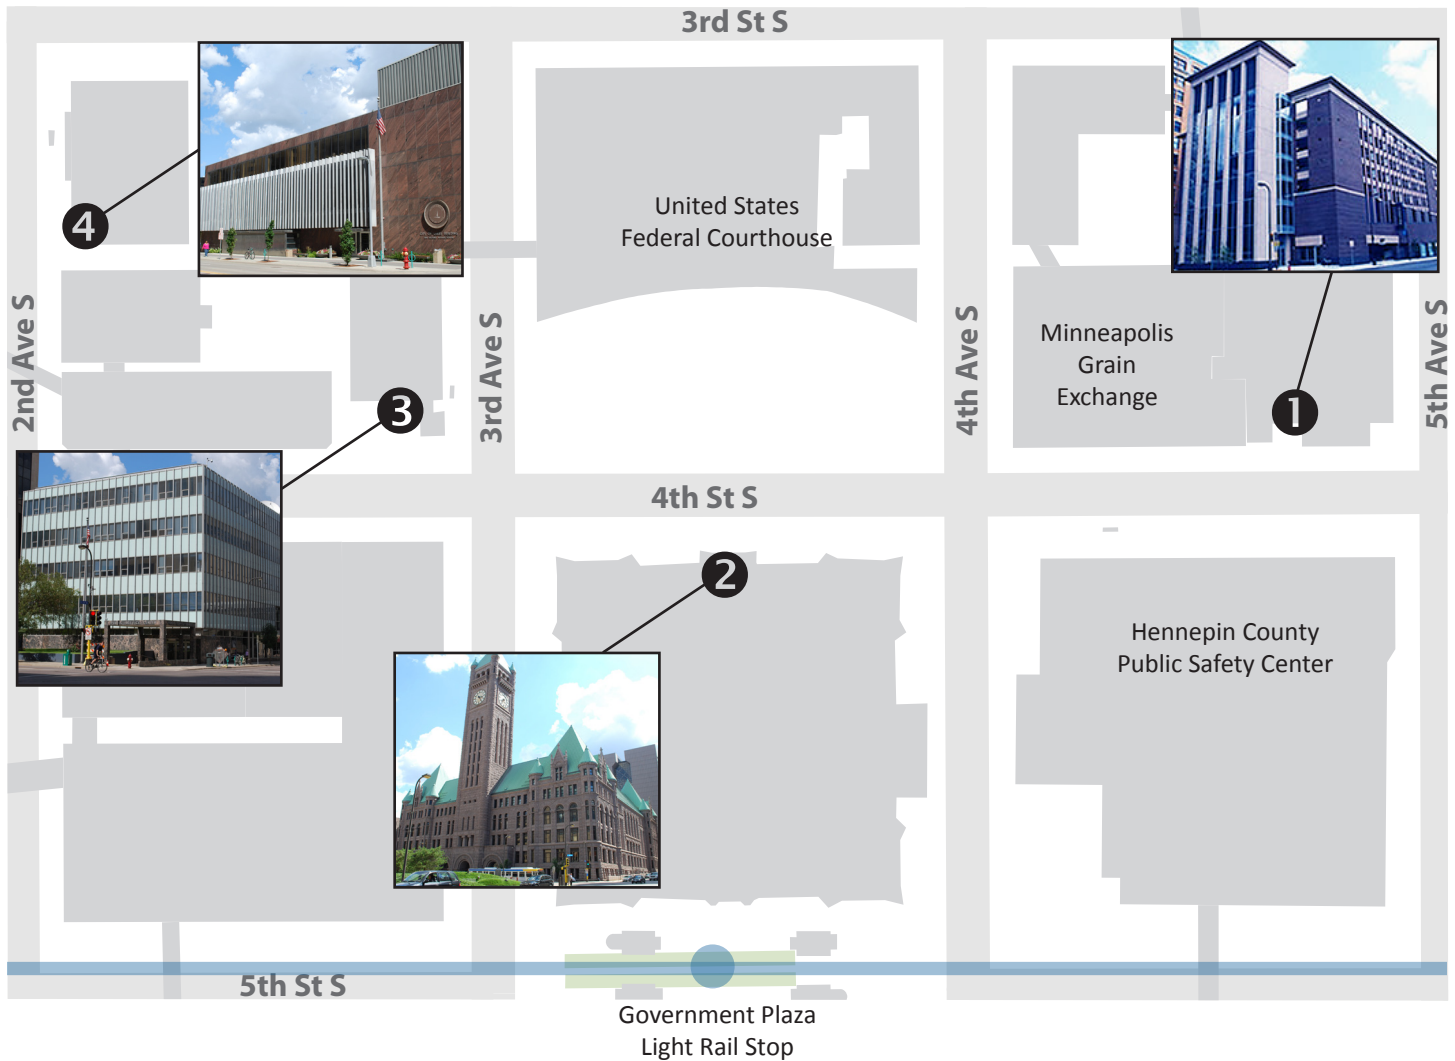 3rd St S
4
United States
Federal Courthouse
2nd Ave S
3rd Ave S
4th Ave S
5th Ave S
Minneapolis
Grain
Exchange
3
1
4th St S
2
Hennepin County
Public Safety Center
5th St S
Government Plaza
Light Rail Stop